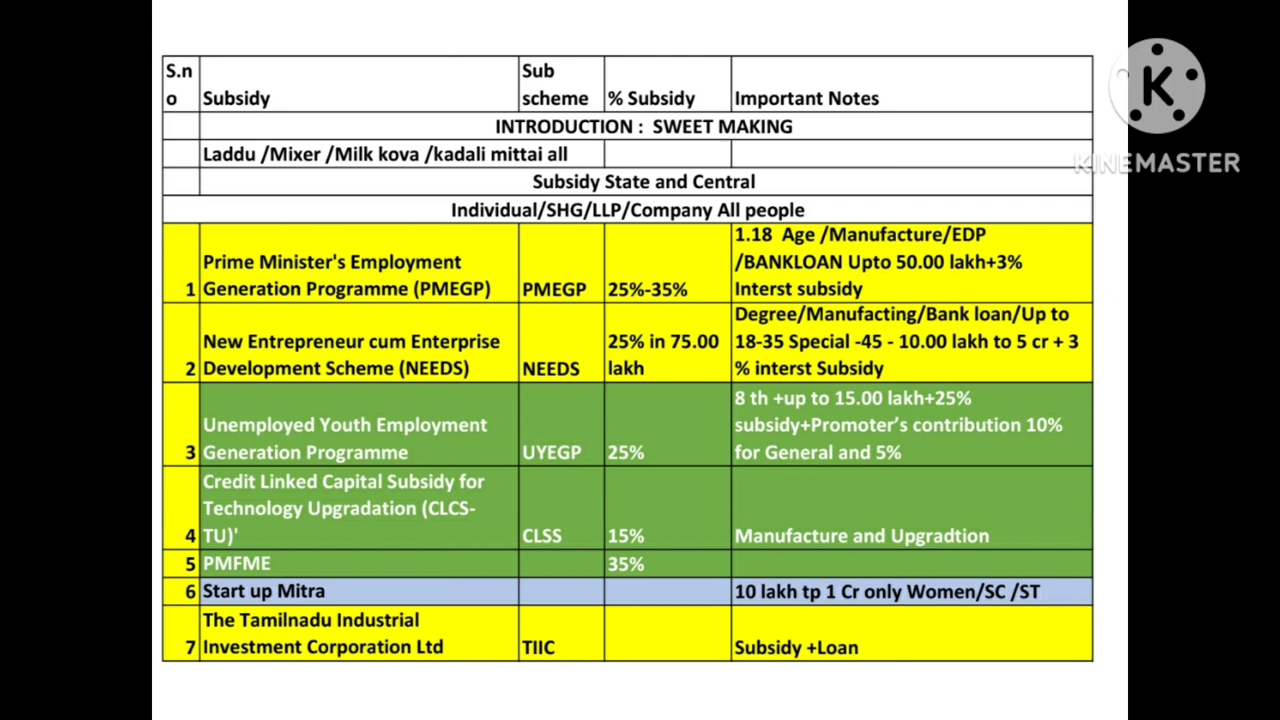 S.no Subsidy Sub scheme % Subsidy Important Notes
INTRODUCTION : SWEET MAKING
Laddu /Mixer /Milk kova /kadali mittai all
Subsidy State and Central
Individual/SHG/LLP/Company All people
1 Prime Minister's Employment Generation Programme (PMEGP) PMEGP 25%-35% 1.18 Age /Manufacture/EDP /BANKLOAN Upto 50.00 lakh+3% Interst subsidy
2 New Entrepreneur cum Enterprise Development Scheme (NEEDS) NEEDS 25% in 75.00 lakh Degree/Manufacting/Bank loan/Up to 18-35 Special -45 - 10.00 lakh to 5 cr + 3 % interst Subsidy
3 Unemployed Youth Employment Generation Programme UYEGP 25% 8 th +up to 15.00 lakh+25% subsidy+Promoter’s contribution 10% for General and 5%
4 Credit Linked Capital Subsidy for Technology Upgradation (CLCS-TU)' CLSS 15% Manufacture and Upgradtion
5 PMFME 35%
6 Start up Mitra 10 lakh tp 1 Cr only Women/SC /ST
7 The Tamilnadu Industrial Investment Corporation Ltd TIIC Subsidy +Loan
K
KINEMASTER